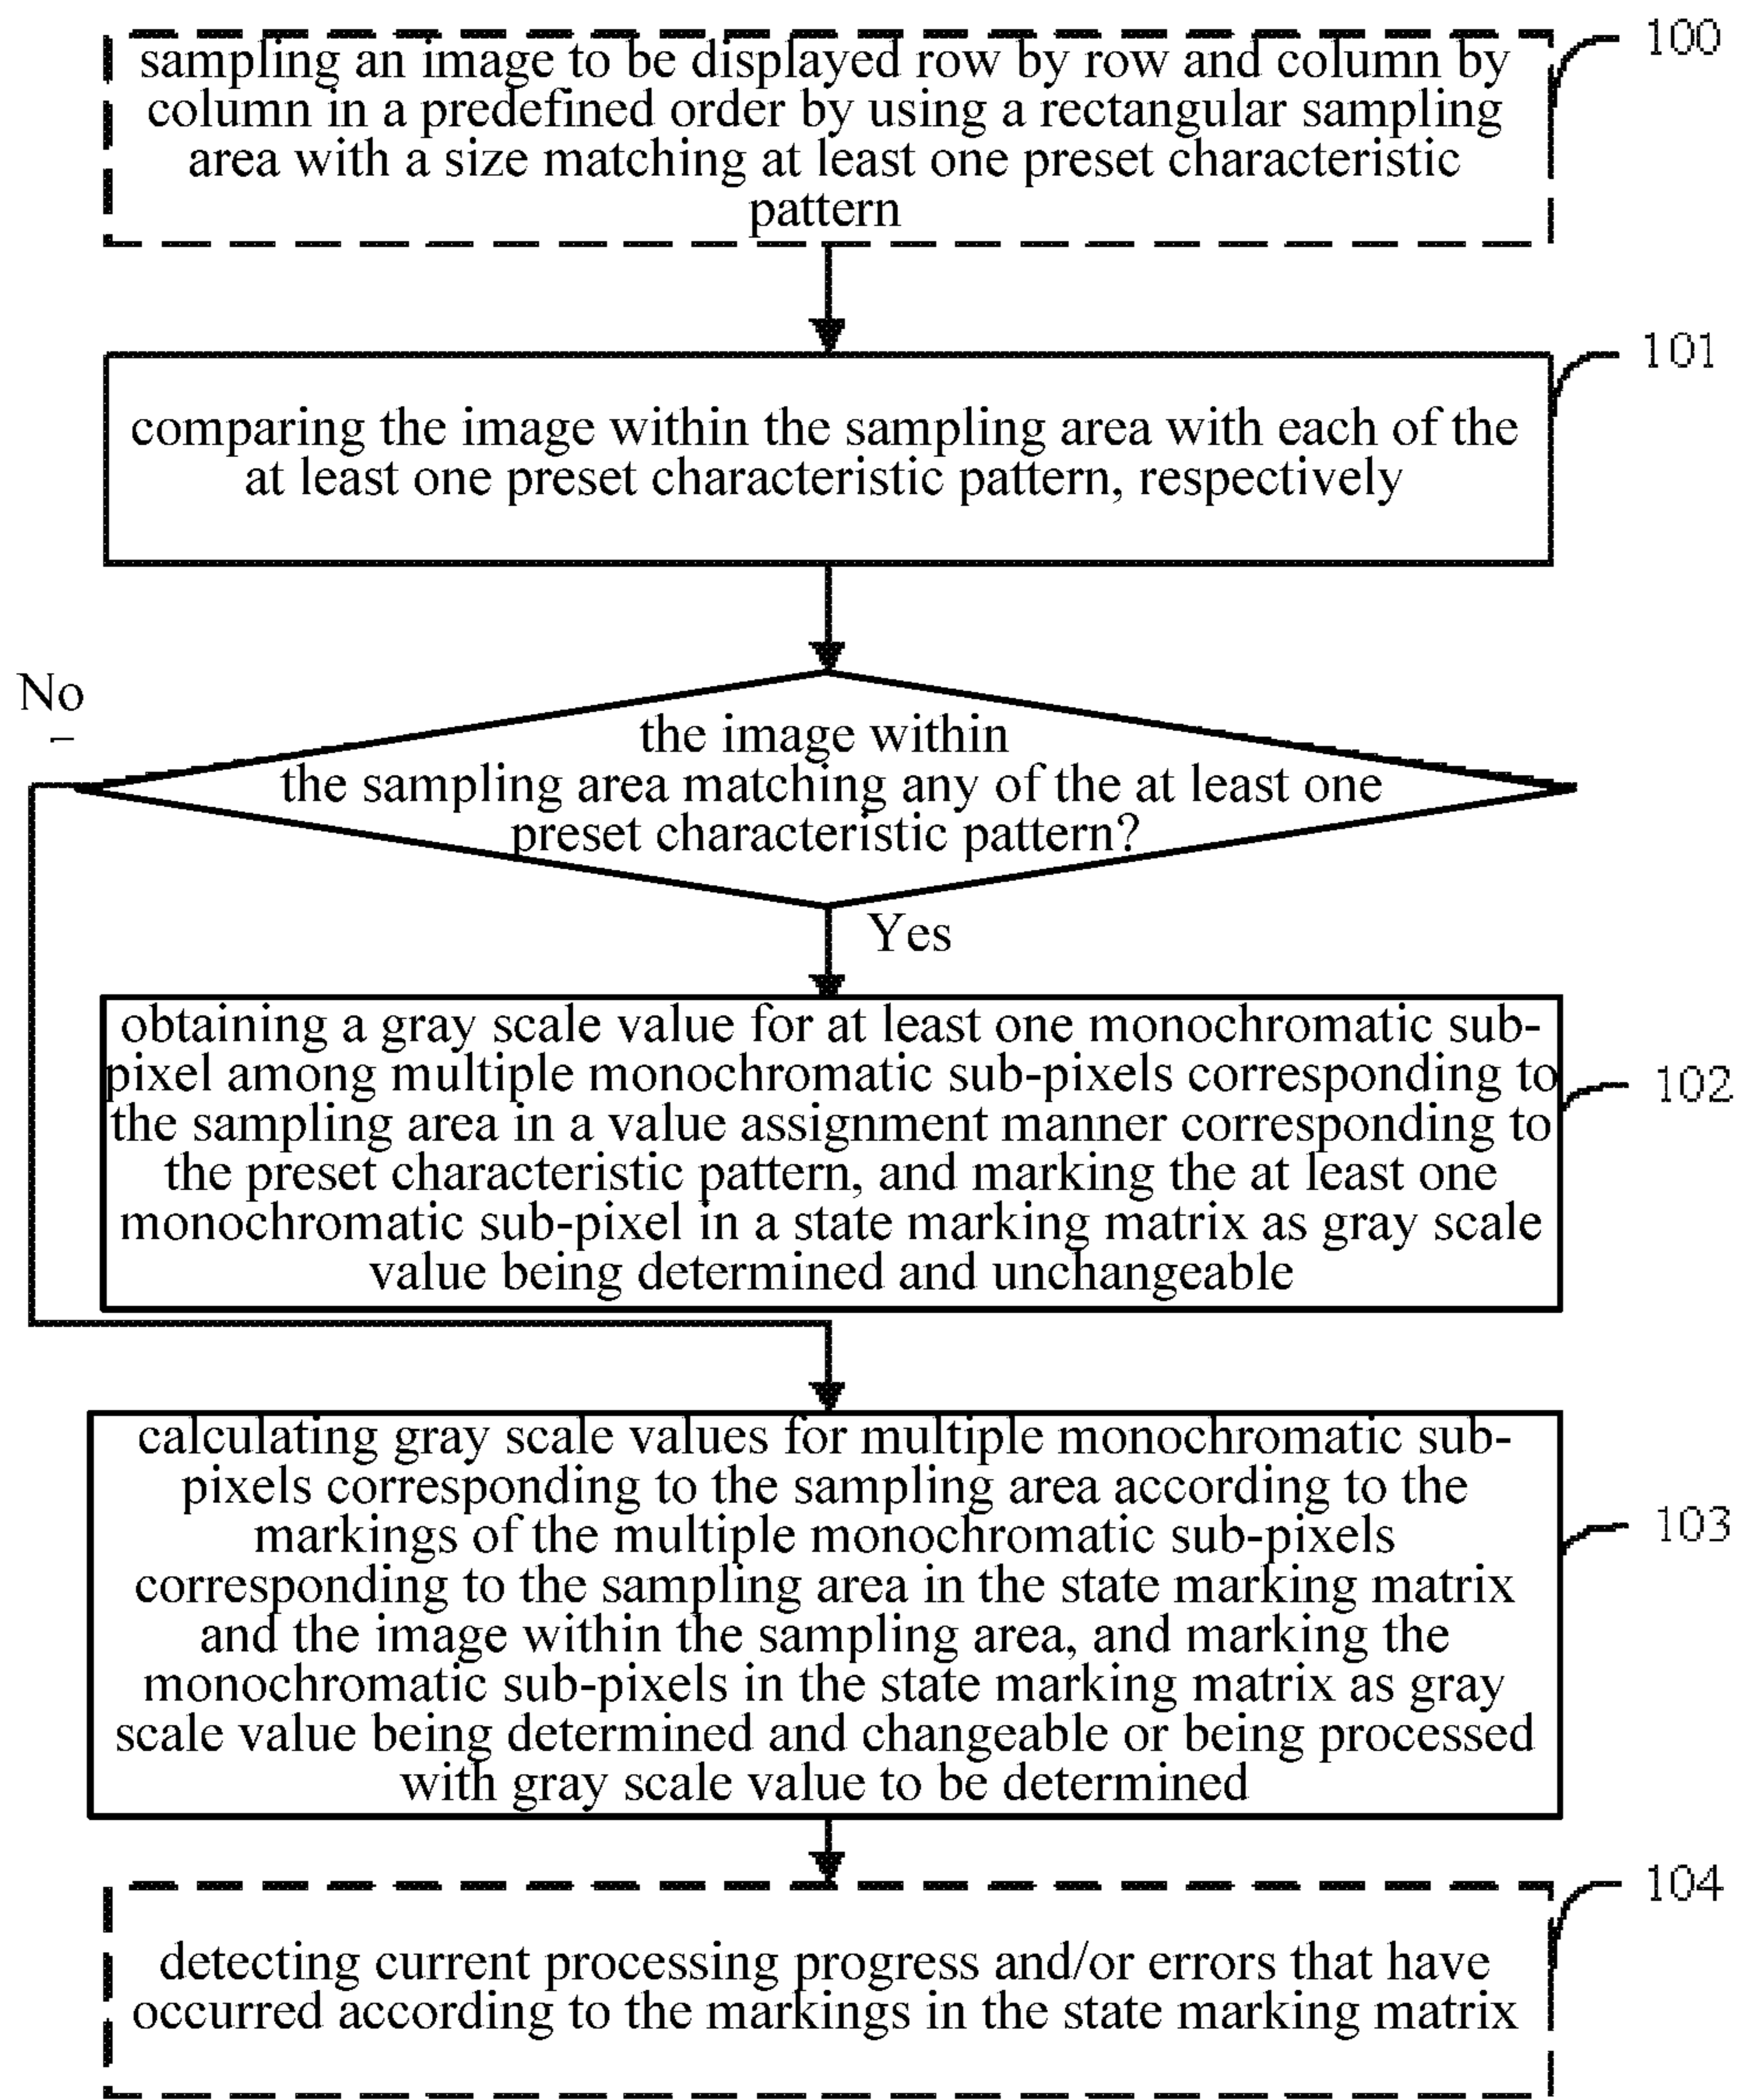 100
sampling an image to be displayed row by row and column by
column in a predefined order by using a rectangular sampling
area with a size matching at least one preset characteristic
pattern
101
comparing the image within the sampling area with each of the
at least one preset characteristic pattern, respectively
No
the image within
the sampling area matching any of the at least one
preset characteristic pattern?
Yes
obtaining a gray scale value for at least one monochromatic sub-
pixel among multiple monochromatic sub-pixels corresponding to
the sampling area in a value assignment manner corresponding to
the preset characteristic pattern, and marking the at least one
monochromatic sub-pixel in a state marking matrix as gray scale
value being determined and unchangeable
102
calculating gray scale values for multiple monochromatic sub-
pixels corresponding to the sampling area according to the
markings of the multiple monochromatic sub-pixels
corresponding to the sampling area in the state marking matrix
and the image within the sampling area, and marking the
monochromatic sub-pixels in the state marking matrix as gray
scale value being determined and changeable or being processed
with gray scale value to be determined
103
104
detecting current processing progress and/or errors that have
occurred according to the markings in the state marking matrix